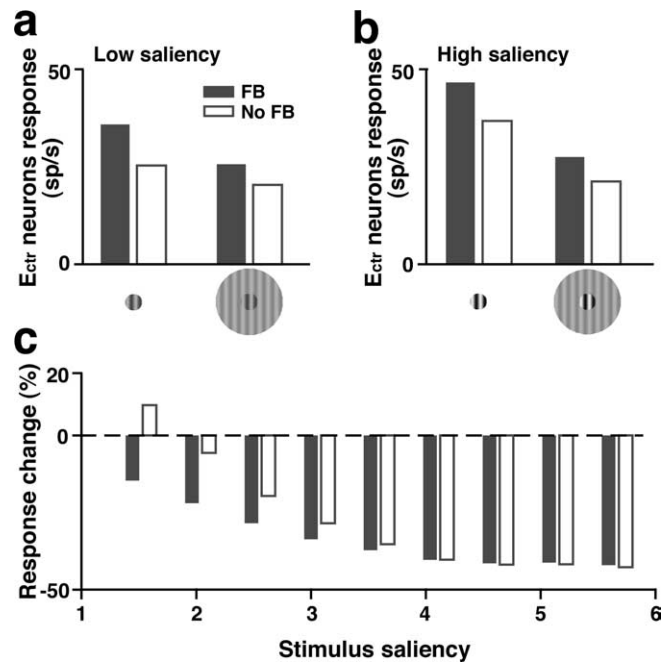 a
Low saliency
50
0
Ectr neurons response
(sp/s)
FB
No FB
b
High saliency
50
0
Ectr neurons response
(sp/s)
c
Response change (%)
20
0
-50
1 2 3 4 5 6
Stimulus saliency